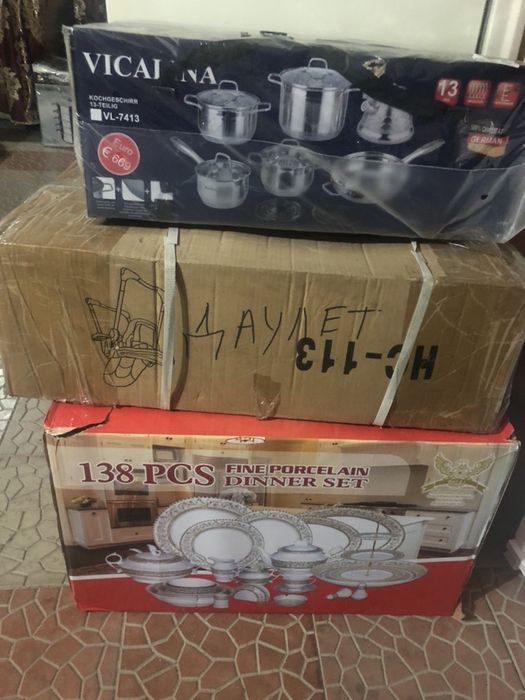 VICALINA
KOCHGESCHIRR
13-TEILIG
VL-7413
Euro
€ 669
13
GERMAN
ДАУЛЕТ
HC-113
138 PCS FINE PORCELAIN
DINNER SET